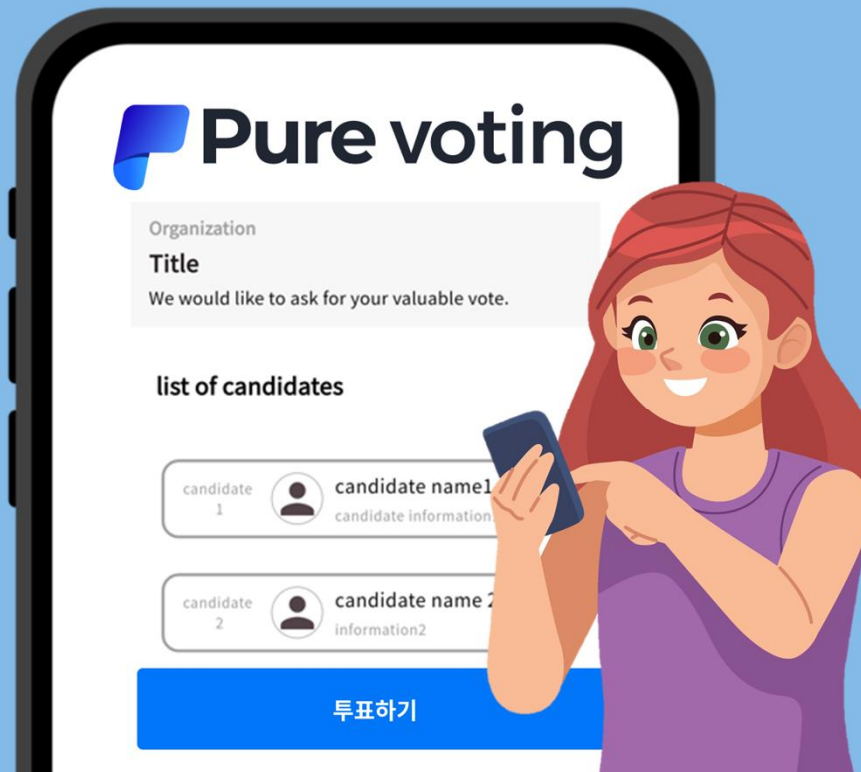 Pure voting
Organization
Title
We would like to ask for your valuable vote.
list of candidates
candidate
1
candidate name1
candidate information
candidate
2
candidate name 2
information2
투표하기